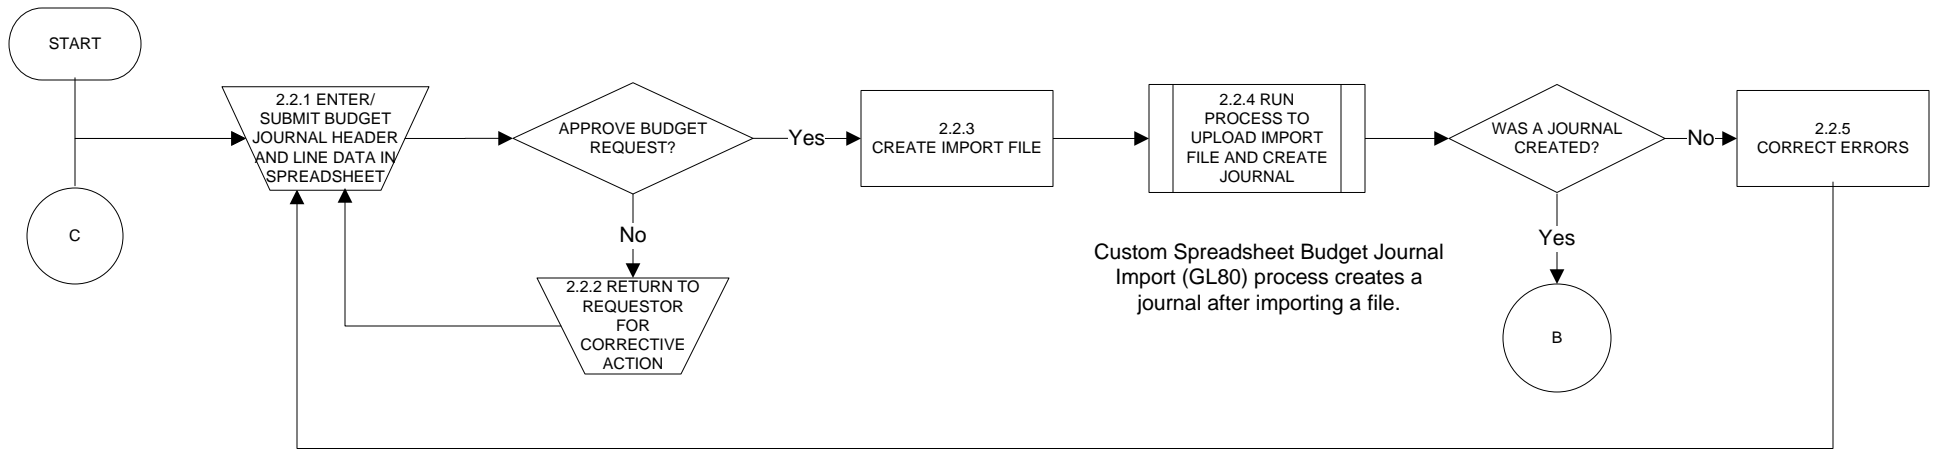 START
C
2.2.1 ENTER/
SUBMIT BUDGET
JOURNAL HEADER
AND LINE DATA IN
SPREADSHEET
APPROVE BUDGET
REQUEST?
Yes
No
2.2.2 RETURN TO
REQUESTOR
FOR
CORRECTIVE
ACTION
2.2.3
CREATE IMPORT FILE
2.2.4 RUN
PROCESS TO
UPLOAD IMPORT
FILE AND CREATE
JOURNAL
Custom Spreadsheet Budget Journal
Import (GL80) process creates a
journal after importing a file.
WAS A JOURNAL
CREATED?
No
Yes
B
2.2.5
CORRECT ERRORS